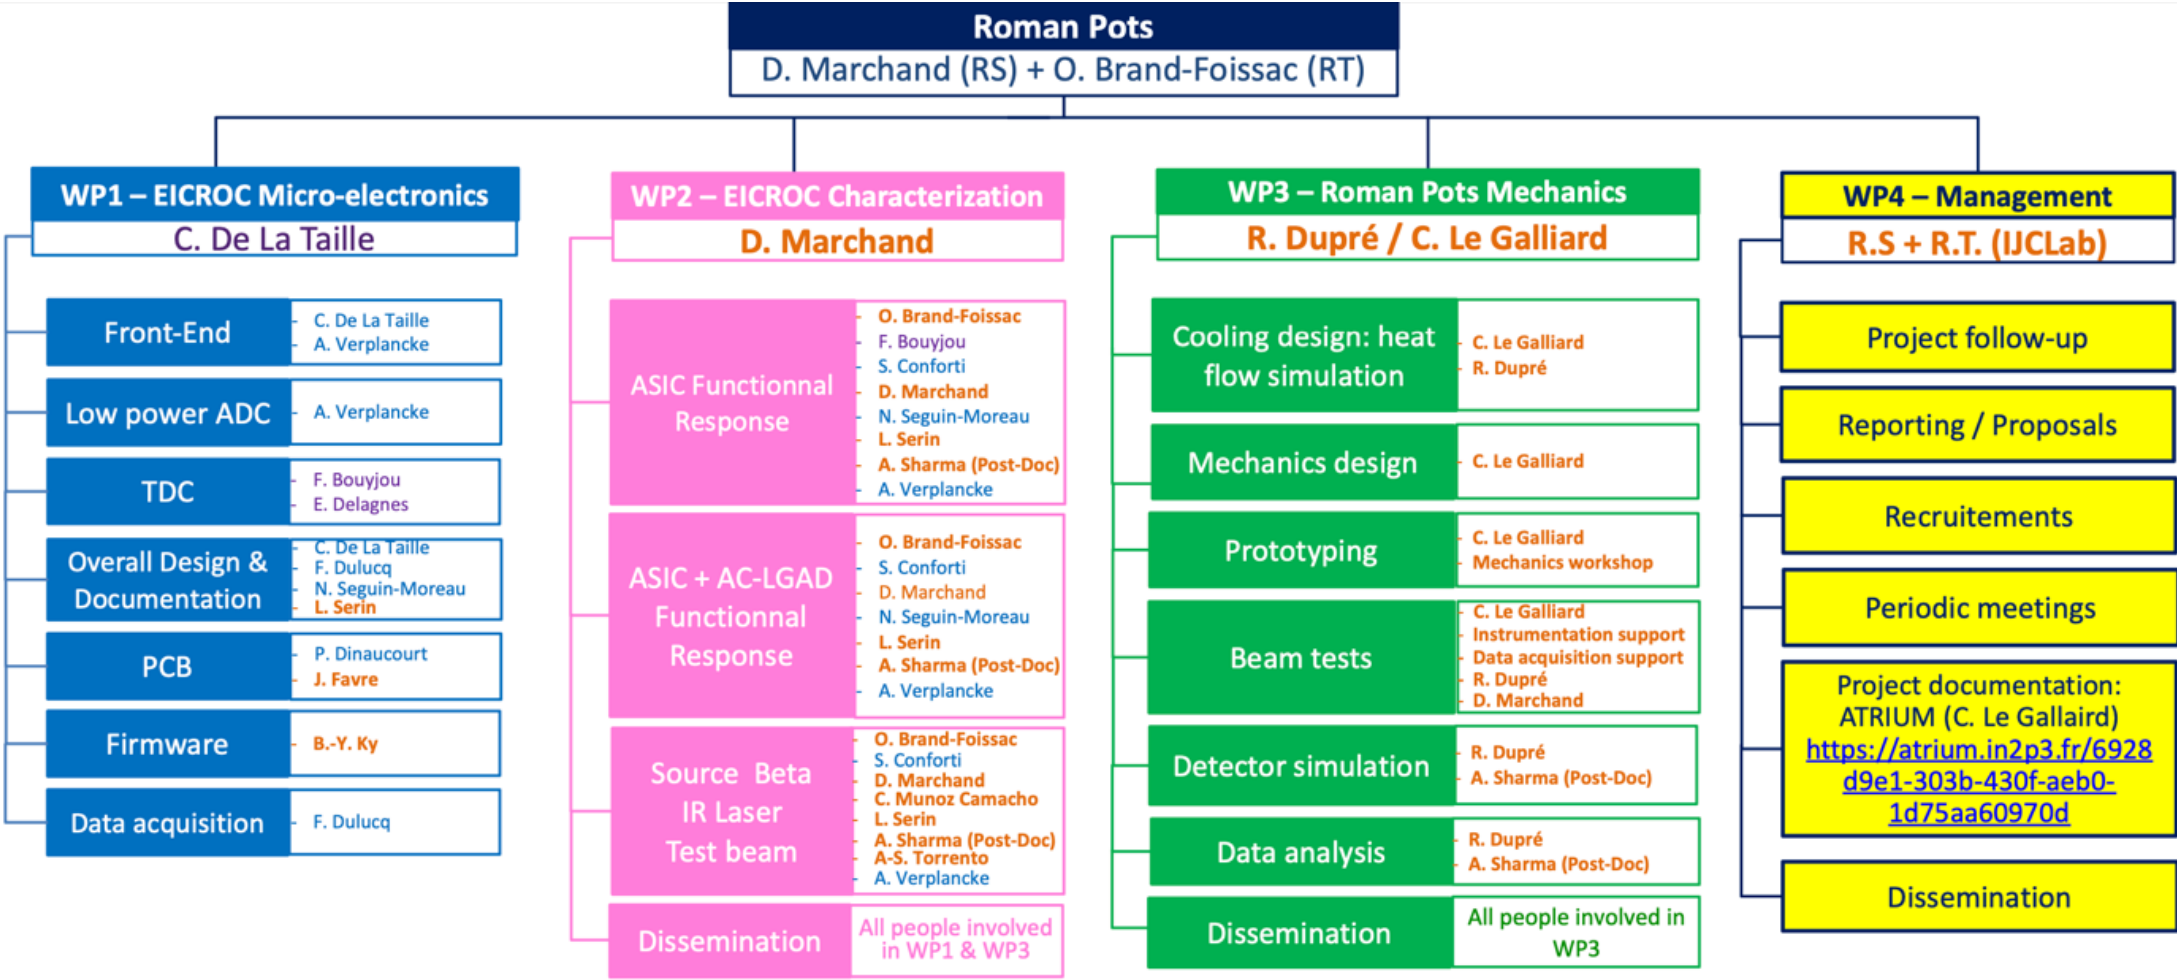 Roman Pots
D. Marchand (RS) + O. Brand-Foissac (RT)
WP1 – EICROC Micro-electronics
C. De La Taille
Front-End
- C. De La Taille
- A. Verplancke
Low power ADC
- A. Verplancke
TDC
- F. Bouyjou
- E. Delagnes
Overall Design &
Documentation
- C. De La Taille
- F. Dulucq
- N. Seguin-Moreau
- L. Serin
PCB
- P. Dinaucourt
- J. Favre
Firmware
- B.-Y. Ky
Data acquisition
- F. Dulucq
WP2 – EICROC Characterization
D. Marchand
ASIC Functionnal
Response
- O. Brand-Foissac
- F. Bouyjou
- S. Conforti
- D. Marchand
- N. Seguin-Moreau
- L. Serin
- A. Sharma (Post-Doc)
- A. Verplancke
ASIC + AC-LGAD
Functionnal
Response
- O. Brand-Foissac
- S. Conforti
- D. Marchand
- N. Seguin-Moreau
- L. Serin
- A. Sharma (Post-Doc)
- A. Verplancke
Source Beta
IR Laser
Test beam
- O. Brand-Foissac
- S. Conforti
- D. Marchand
- C. Munoz Camacho
- L. Serin
- A. Sharma (Post-Doc)
- A-S. Torrento
- A. Verplancke
Dissemination
All people involved
in WP1 & WP3
WP3 – Roman Pots Mechanics
R. Dupré / C. Le Galliard
Cooling design: heat
flow simulation
- C. Le Galliard
- R. Dupré
Mechanics design
- C. Le Galliard
Prototyping
- C. Le Galliard
- Mechanics workshop
Beam tests
- C. Le Galliard
- Instrumentation support
- Data acquisition support
- R. Dupré
- D. Marchand
Detector simulation
- R. Dupré
- A. Sharma (Post-Doc)
Data analysis
- R. Dupré
- A. Sharma (Post-Doc)
Dissemination
All people involved in
WP3
WP4 – Management
R.S + R.T. (IJCLab)
Project follow-up
Reporting / Proposals
Recruitements
Periodic meetings
Project documentation:
ATRIUM (C. Le Gallaird)
https://atrium.in2p3.fr/6928
d9e1-303b-430f-aeb0-
1d75aa60970d
Dissemination